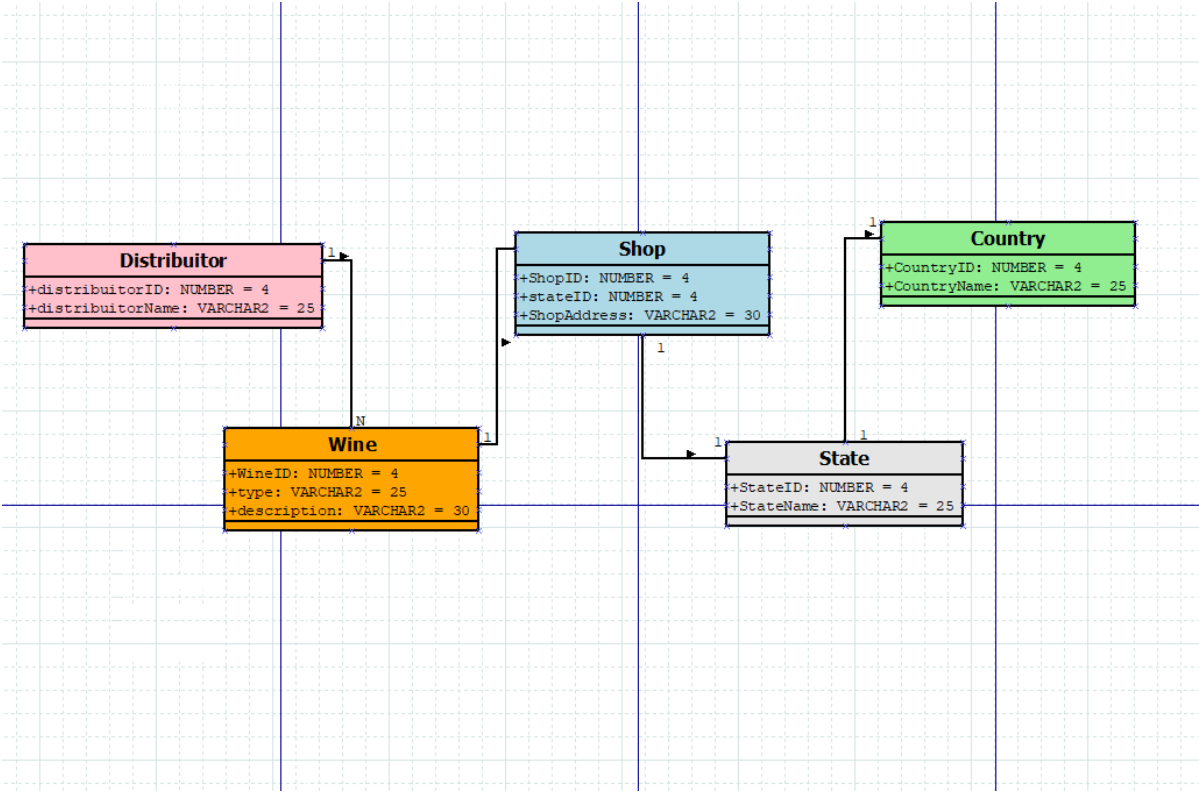 Distribuitor
+distribuitorID: NUMBER = 4
+distribuitorName: VARCHAR2 = 25
1
N
Wine
+WineID: NUMBER = 4
+type: VARCHAR2 = 25
+description: VARCHAR2 = 30
1
Shop
+ShopID: NUMBER = 4
+stateID: NUMBER = 4
+ShopAddress: VARCHAR2 = 30
1
1
State
+StateID: NUMBER = 4
+StateName: VARCHAR2 = 25
1
1
Country
+CountryID: NUMBER = 4
+CountryName: VARCHAR2 = 25